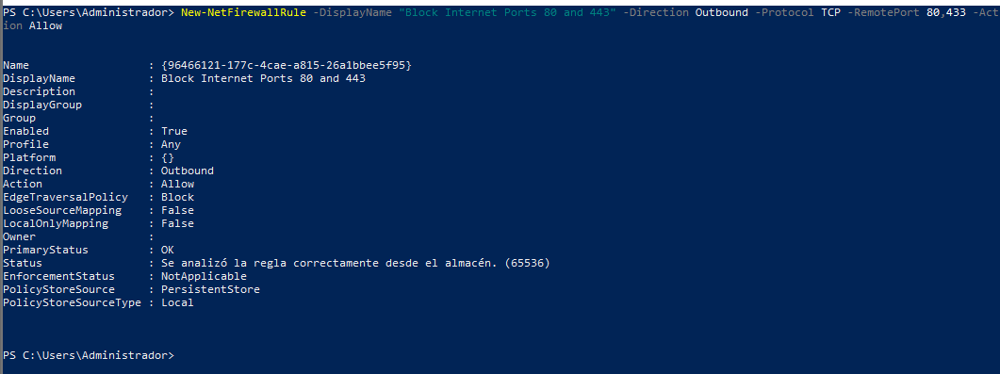 PS C:\Users\Administrador> New-NetFirewallRule -DisplayName "Block Internet Ports 80 and 443" -Direction Outbound -Protocol TCP -RemotePort 80,433 -Act
ion Allow
Name : {96466121-177c-4cae-a815-26a1bbee5f95}
DisplayName : Block Internet Ports 80 and 443
Description :
DisplayGroup :
Group :
Enabled : True
Profile : Any
Platform : {}
Direction : Outbound
Action : Allow
EdgeTraversalPolicy : Block
LooseSourceMapping : False
LocalOnlyMapping : False
Owner :
PrimaryStatus : OK
Status : Se analizó la regla correctamente desde el almacén. (65536)
EnforcementStatus : NotApplicable
PolicyStoreSource : PersistentStore
PolicyStoreSourceType : Local
PS C:\Users\Administrador>